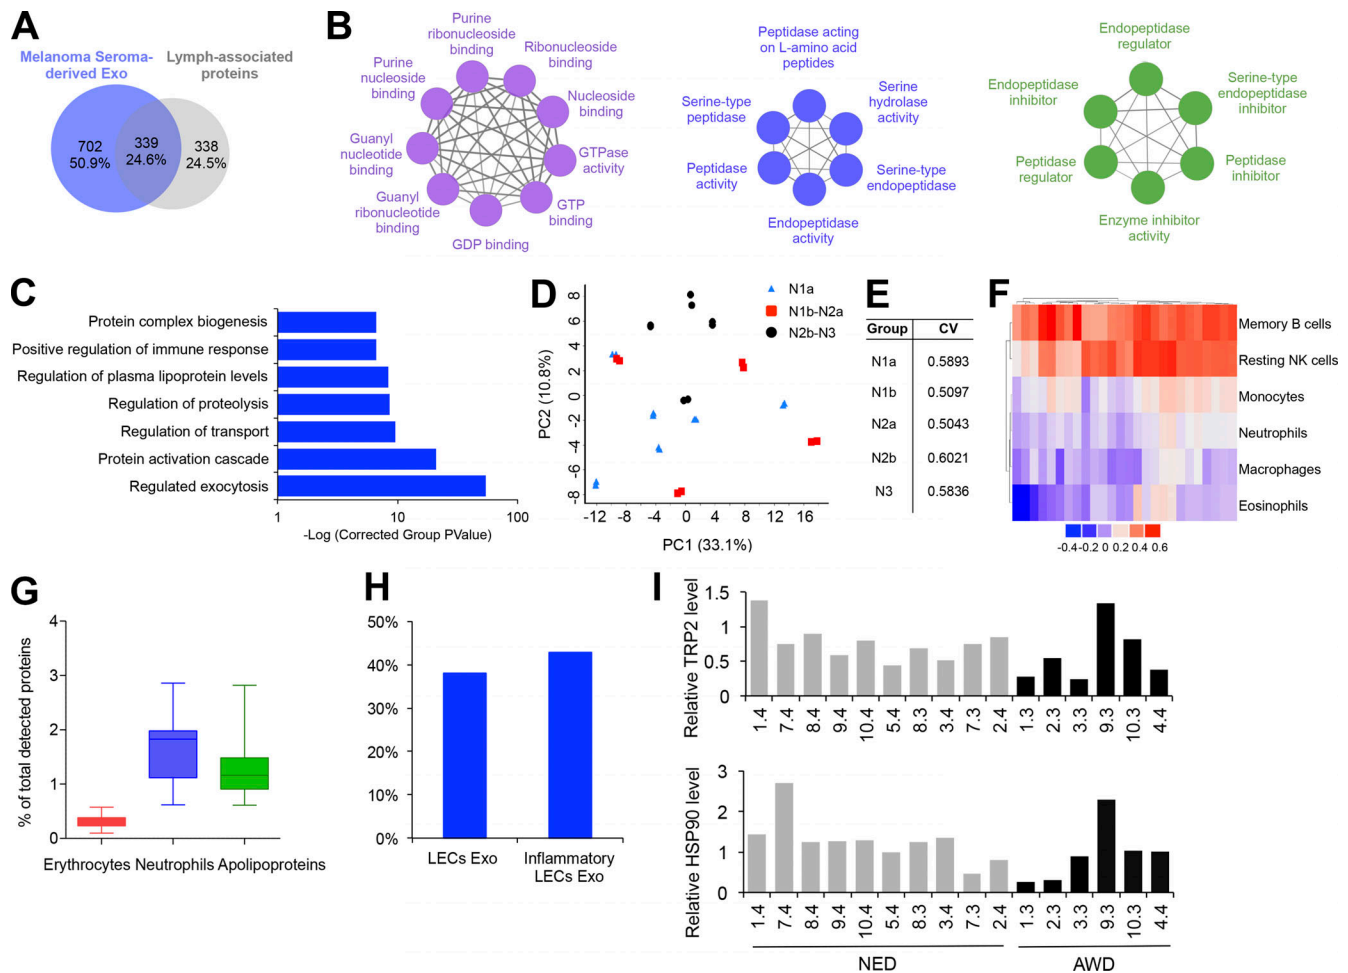 A
Melanoma Seroma-
derived Exo
Lymph-associated
proteins
702
50.9%
339
24.6%
338
24.5%
B
Purine
ribonucleoside
binding
Ribonucleoside
binding
Purine
nucleoside
binding
Nucleoside
binding
Guanyl
nucleotide
binding
GTPase
activity
Guanyl
ribonucleotide
binding
GTP
binding
GDP binding
Peptidase acting
on L-amino acid
peptides
Serine-type
peptidase
Serine
hydrolase
activity
Peptidase
activity
Serine-type
endopeptidase
Endopeptidase
activity
Endopeptidase
regulator
Endopeptidase
inhibitor
Serine-type
endopeptidase
inhibitor
Peptidase
regulator
Peptidase
inhibitor
Enzyme inhibitor
activity
C
Protein complex biogenesis
Positive regulation of immune response
Regulation of plasma lipoprotein levels
Regulation of proteolysis
Regulation of transport
Protein activation cascade
Regulated exocytosis
1 10 100
-Log (Corrected Group PValue)
D
N1a
N1b-N2a
N2b-N3
PC2 (10.8%)
8
6
4
2
0
-2
-4
-6
-8
-12 -8 -4 0 4 8 12 16
PC1 (33.1%)
E
Group CV
N1a 0.5893
N1b 0.5097
N2a 0.5043
N2b 0.6021
N3 0.5836
F
Memory B cells
Resting NK cells
Monocytes
Neutrophils
Macrophages
Eosinophils
-0.4 -0.2 0 0.2 0.4 0.6
G
% of total detected proteins
4
3
2
1
0
Erythrocytes Neutrophils Apolipoproteins
H
50%
40%
30%
20%
10%
0%
LECs Exo
Inflammatory
LECs Exo
I
Relative TRP2 level
1.5
1
0.5
0
1.4 7.4 8.4 9.4 10.4 5.4 8.3 3.4 7.3 2.4 1.3 2.3 3.3 9.3 10.3 4.4
Relative HSP90 level
3
2
1
0
1.4 7.4 8.4 9.4 10.4 5.4 8.3 3.4 7.3 2.4 1.3 2.3 3.3 9.3 10.3 4.4
NED AWD